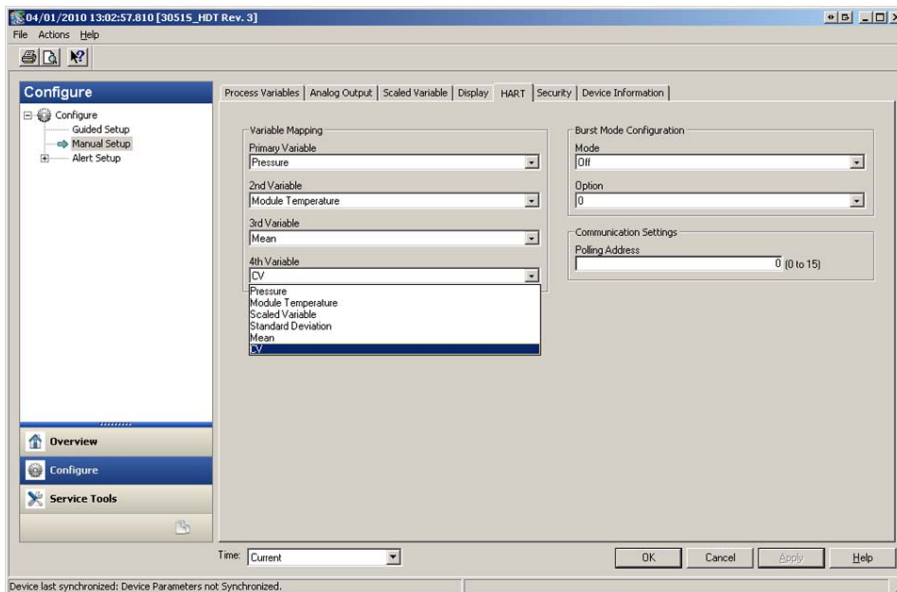 04/01/2010 13:02:57.810 [30515_HDT Rev. 3]
File Actions Help
Configure
Configure
Guided Setup
Manual Setup
Alert Setup
Overview
Configure
Service Tools
Process Variables Analog Output Scaled Variable Display HART Security Device Information
Variable Mapping
Primary Variable
Pressure
2nd Variable
Module Temperature
3rd Variable
Mean
4th Variable
CV
Pressure
Module Temperature
Scaled Variable
Standard Deviation
Mean
CV
Burst Mode Configuration
Mode
Off
Option
0
Communication Settings
Polling Address
0 (0 to 15)
Time: Current
OK Cancel Apply Help
Device last synchronized: Device Parameters not Synchronized.